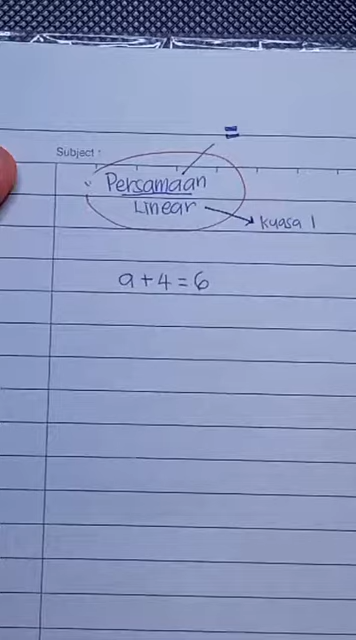 =
Subject :
Persamaan
Linear
kuasa 1
a + 4 = 6